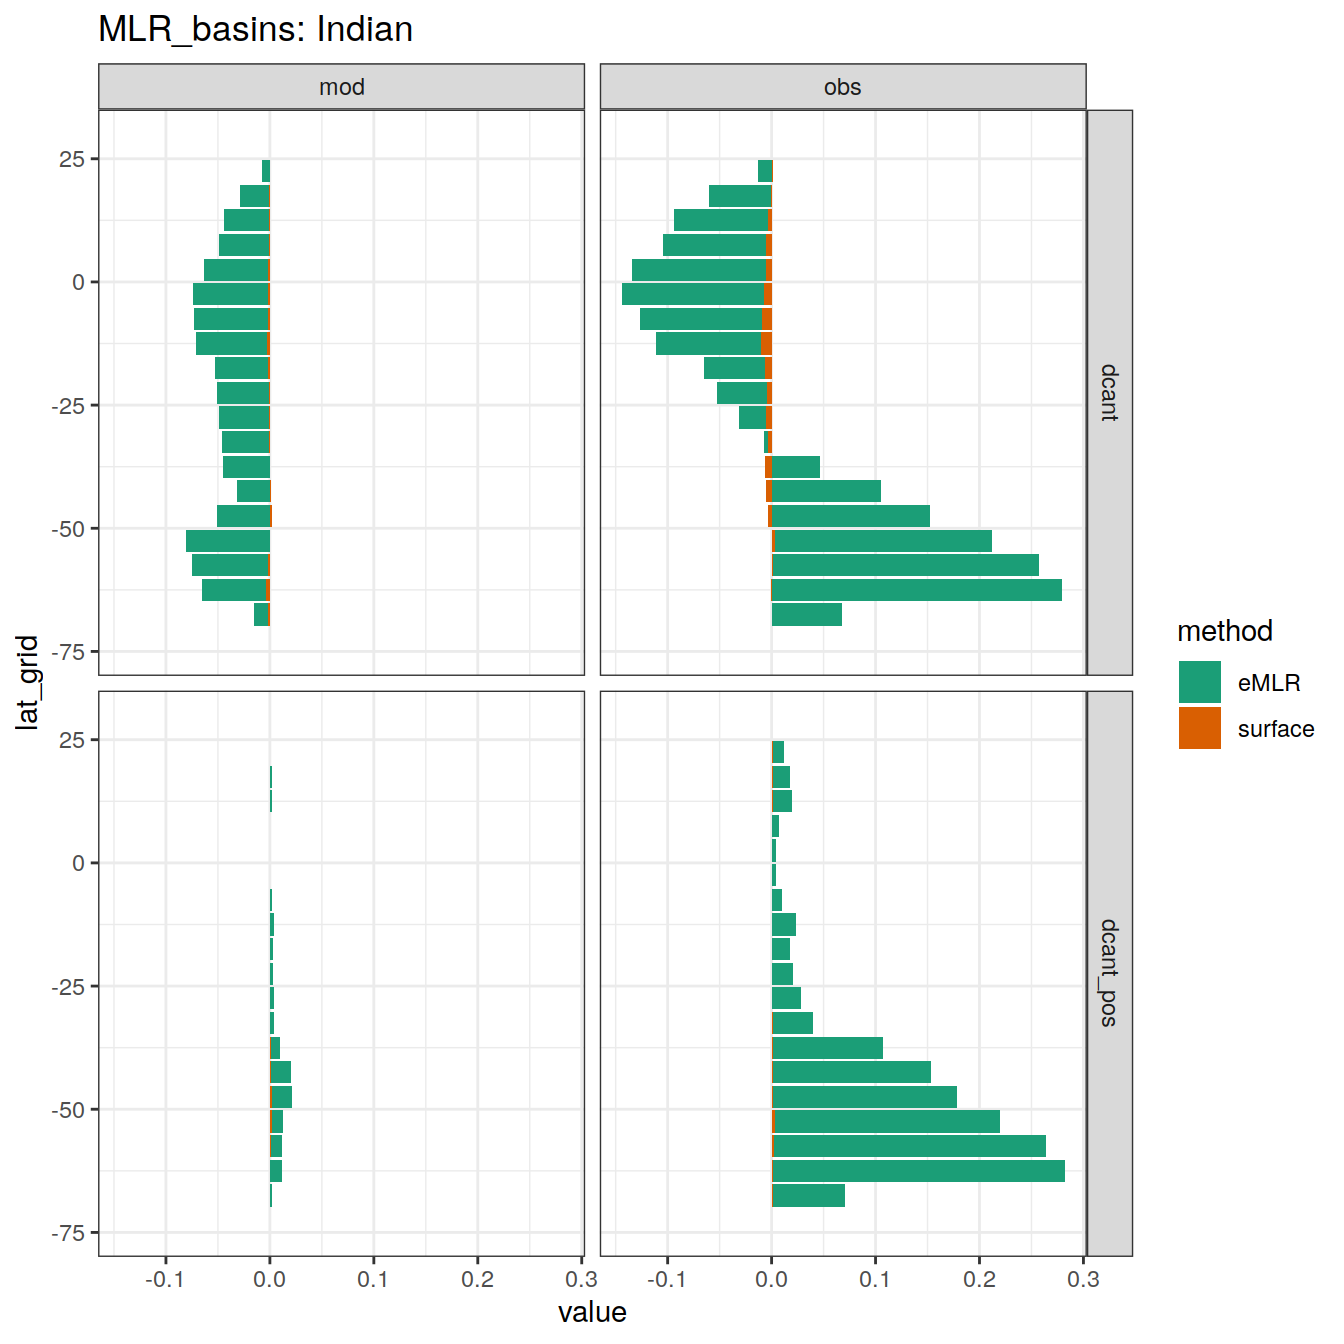 MLR_basins: Indian
mod
obs
25
0
-25
-50
-75
dcant
25
0
-25
-50
-75
dcant_pos
lat_grid
-0.1
0.0
0.1
0.2
0.3
-0.1
0.0
0.1
0.2
0.3
value
method
eMLR
surface